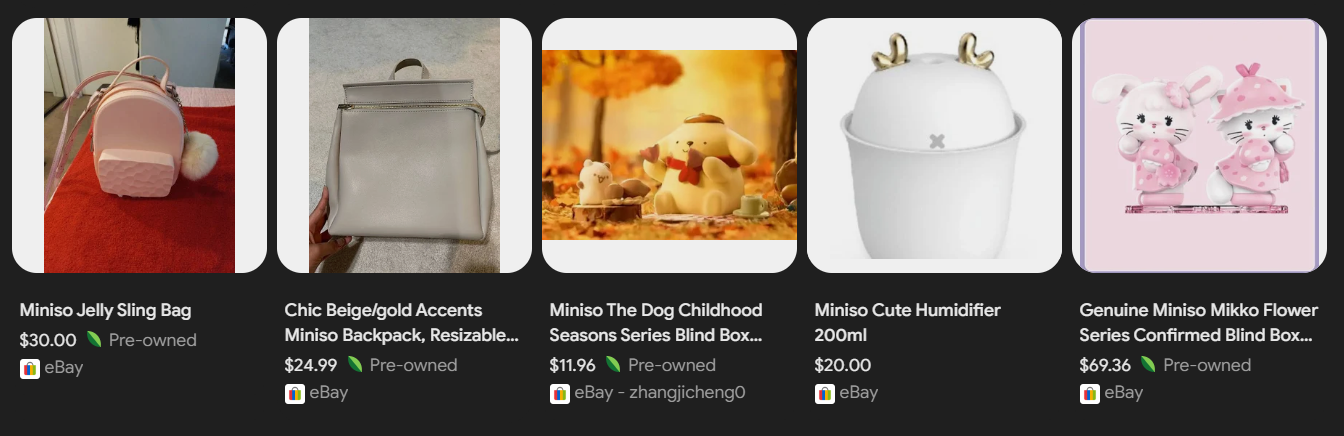 Miniso Jelly Sling Bag
$30.00 Pre-owned
eBay
Chic Beige/gold Accents
Miniso Backpack, Resizable...
$24.99 Pre-owned
eBay
Miniso The Dog Childhood
Seasons Series Blind Box...
$11.96 Pre-owned
eBay - zhangjicheng0
Miniso Cute Humidifier
200ml
$20.00
eBay
Genuine Miniso Mikko Flower
Series Confirmed Blind Box...
$69.36 Pre-owned
eBay